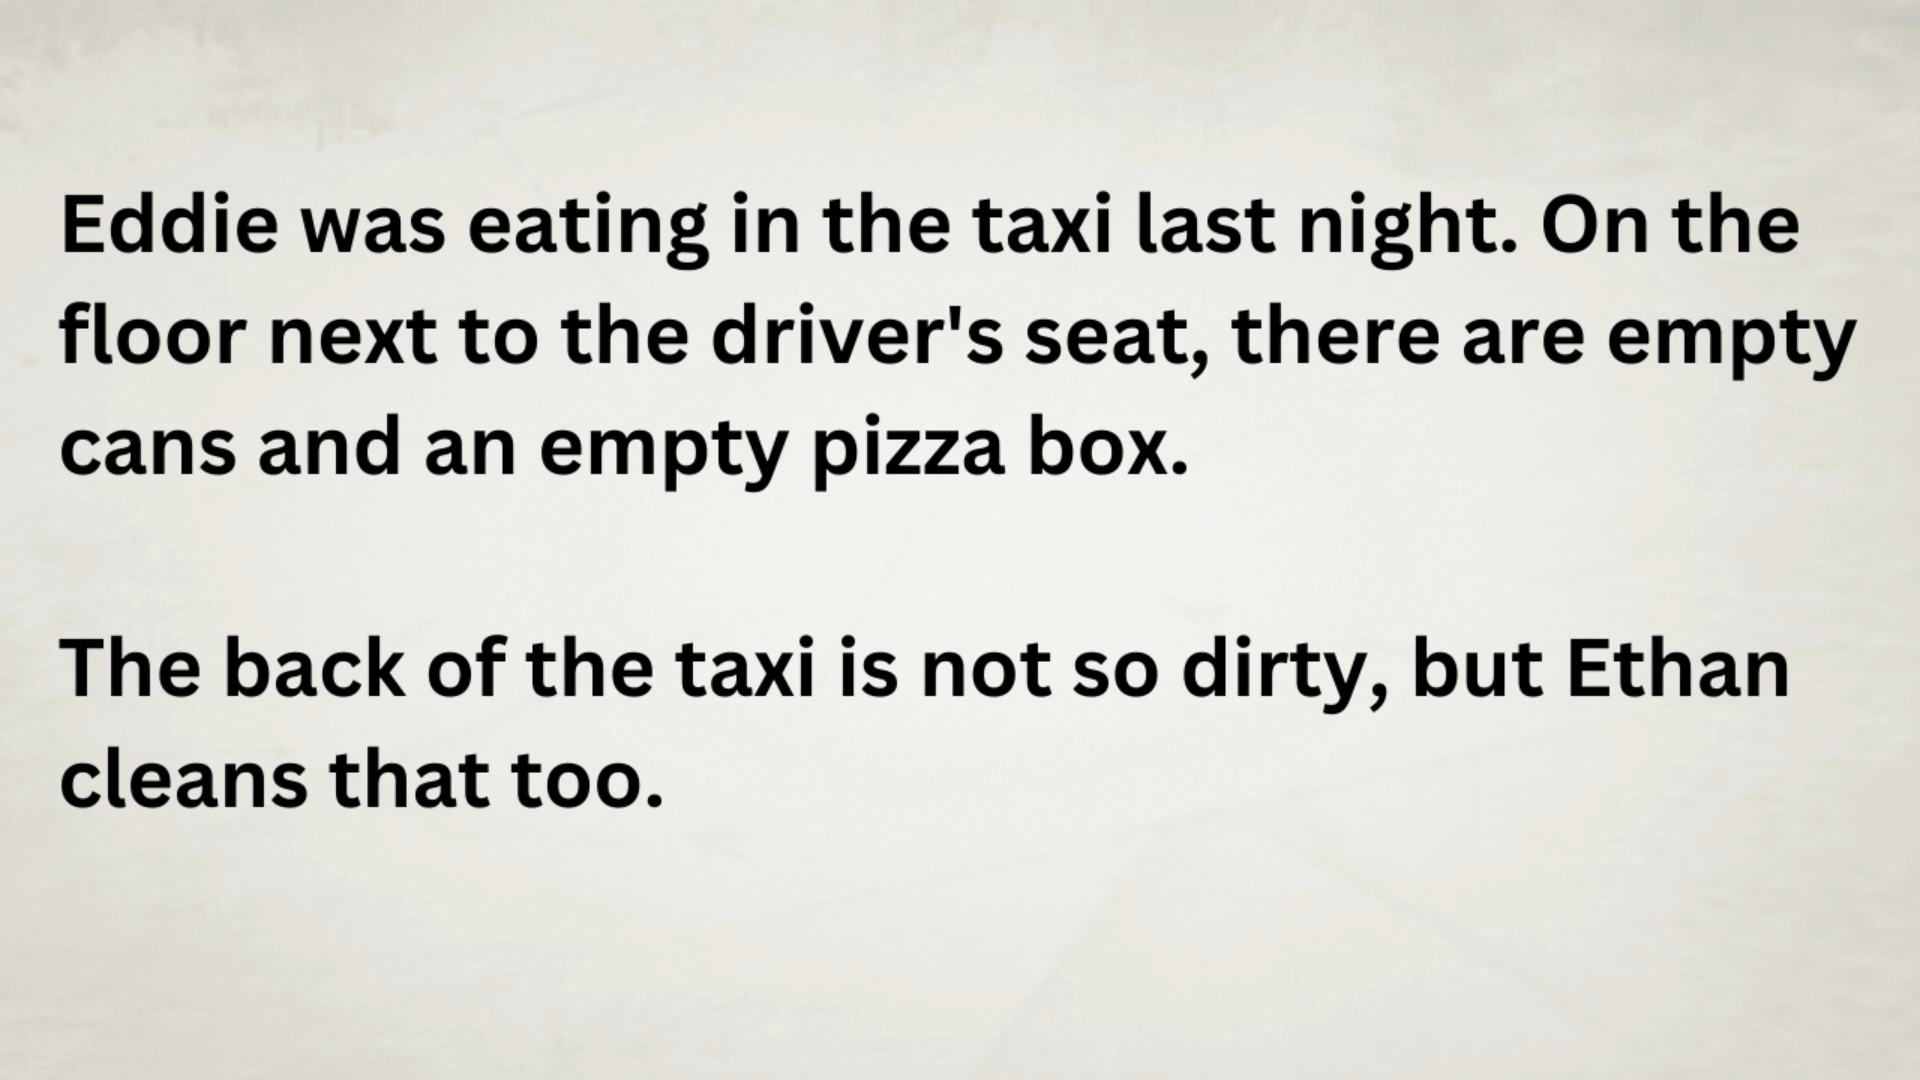 Eddie was eating in the taxi last night. On the
floor next to the driver's seat, there are empty
cans and an empty pizza box.
The back of the taxi is not so dirty, but Ethan
cleans that too.